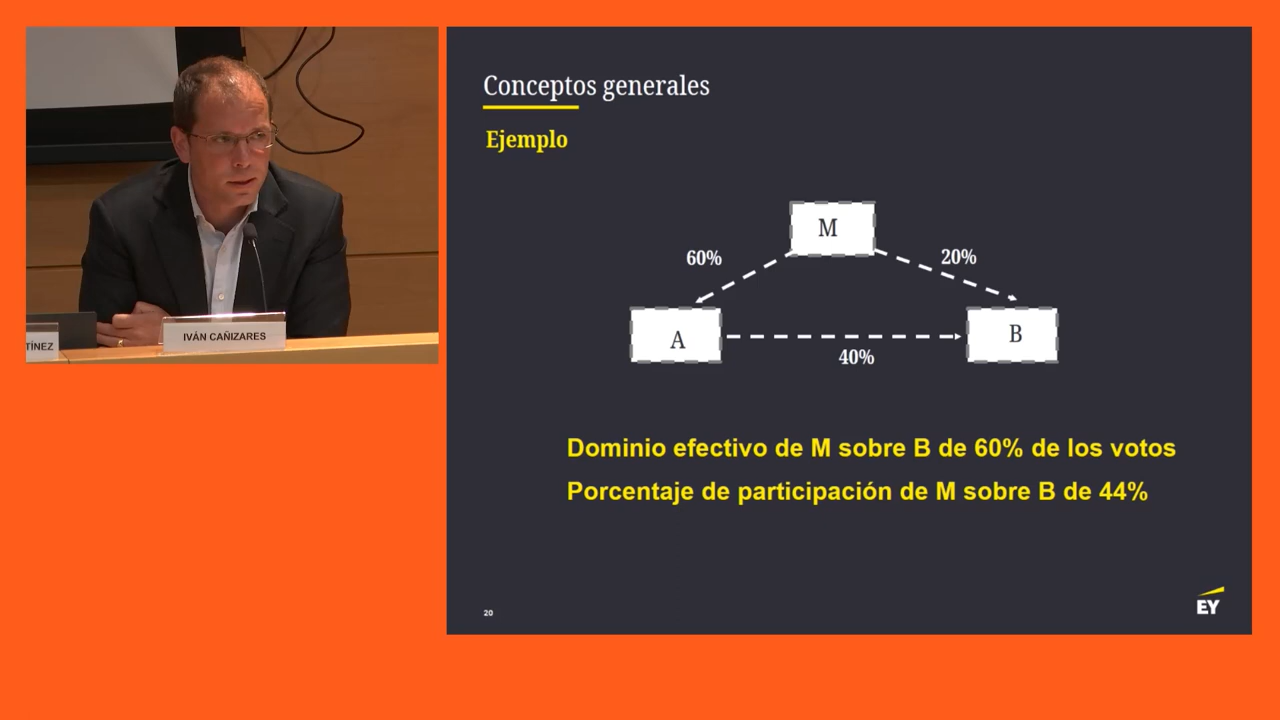 TÍNEZ
IVÁN CAÑIZARES
Conceptos generales
Ejemplo
M
60%
20%
A
B
40%
Dominio efectivo de M sobre B de 60% de los votos
Porcentaje de participación de M sobre B de 44%
20
EY